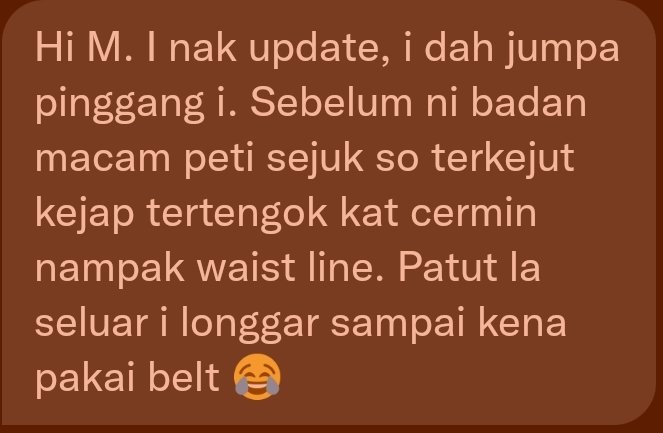 Hi M. I nak update, i dah jumpa
pinggang i. Sebelum ni badan
macam peti sejuk so terkejut
kejap tertengok kat cermin
nampak waist line. Patut la
seluar i longgar sampai kena
pakai belt 😂